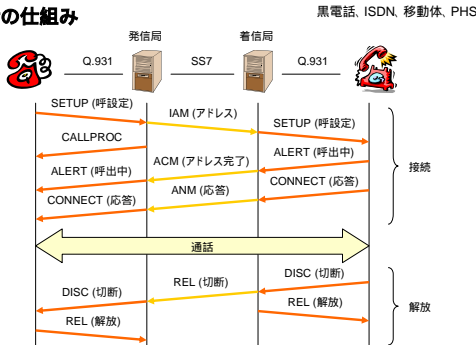 の仕組み
黒電話、ISDN、移動体、PHS
発信局
着信局
Q.931
SS7
Q.931
SETUP (呼設定)
IAM (アドレス)
SETUP (呼設定)
CALLPROC
ALERT (呼出中)
ACM (アドレス完了)
ALERT (呼出中)
接続
ANM (応答)
CONNECT (応答)
CONNECT (応答)
通話
DISC (切断)
REL (切断)
DISC (切断)
REL (解放)
解放
REL (解放)